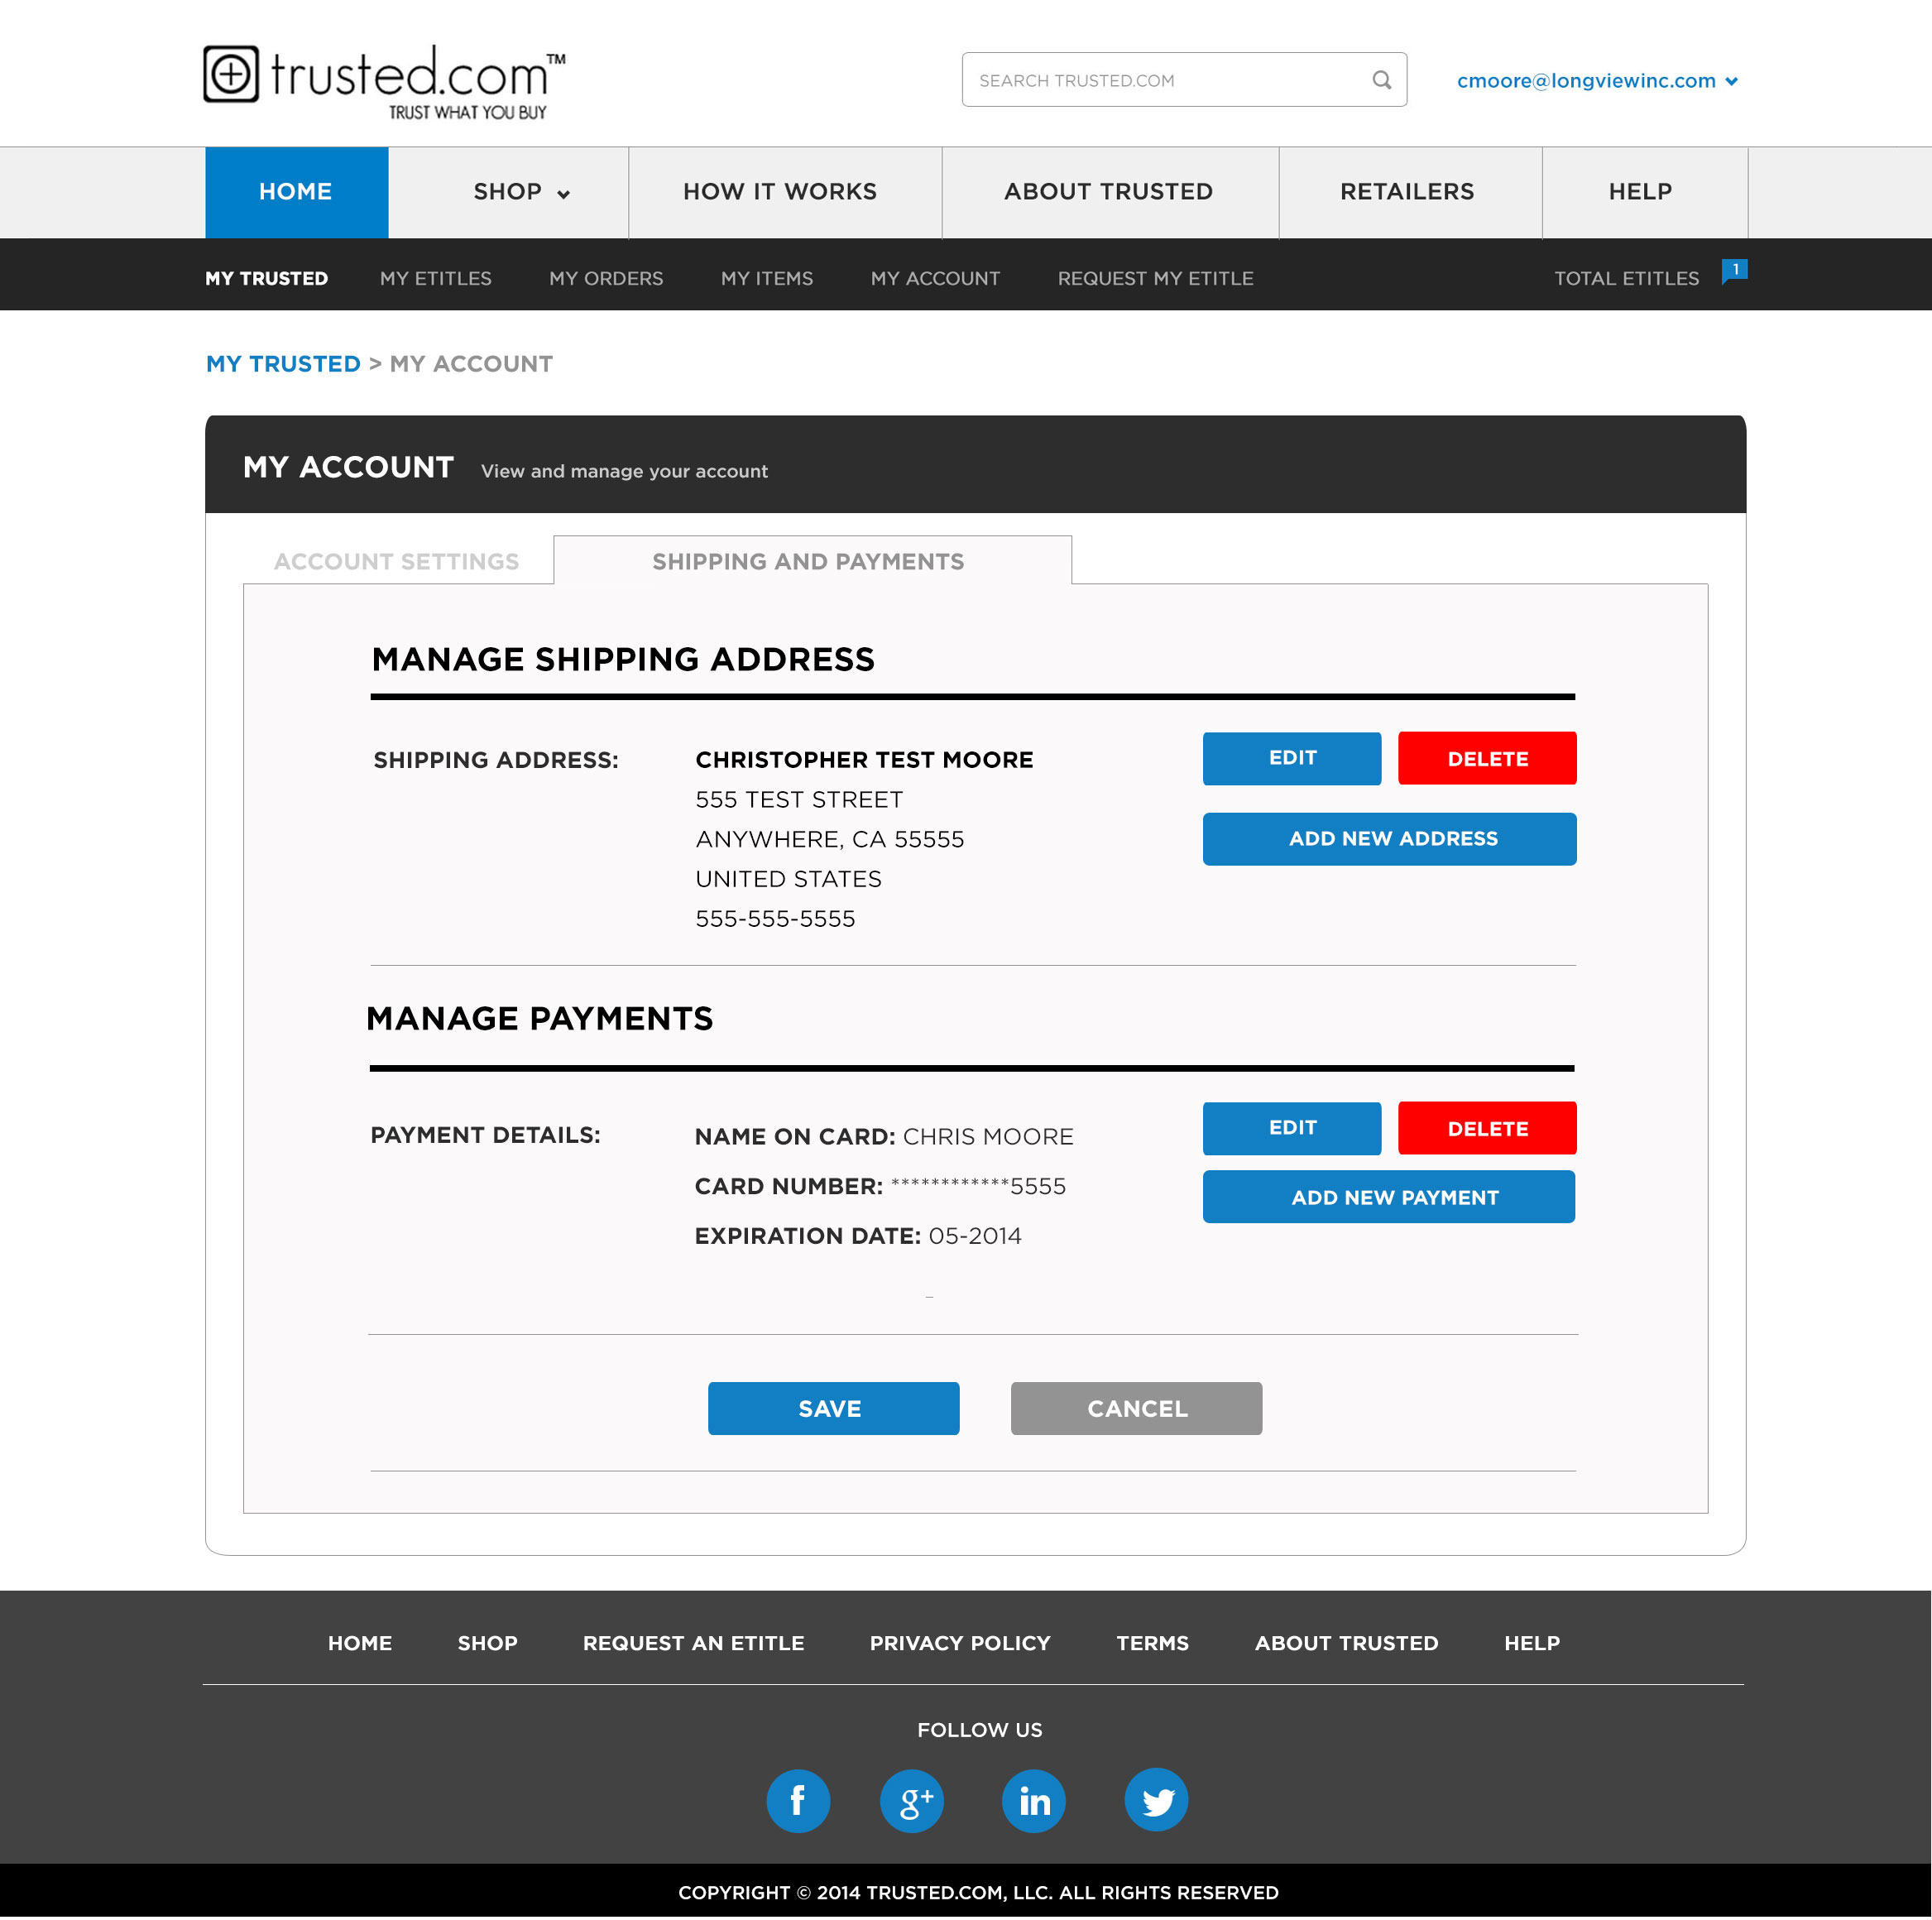 trusted.com™
TRUST WHAT YOU BUY
SEARCH TRUSTED.COM
cmoore@longviewinc.com
HOME SHOP HOW IT WORKS ABOUT TRUSTED RETAILERS HELP
MY TRUSTED MY ETITLES MY ORDERS MY ITEMS MY ACCOUNT REQUEST MY ETITLE TOTAL ETITLES 1
MY TRUSTED > MY ACCOUNT
MY ACCOUNT View and manage your account
ACCOUNT SETTINGS SHIPPING AND PAYMENTS
MANAGE SHIPPING ADDRESS
SHIPPING ADDRESS: CHRISTOPHER TEST MOORE EDIT DELETE
555 TEST STREET
ANYWHERE, CA 55555 ADD NEW ADDRESS
UNITED STATES
555-555-5555
MANAGE PAYMENTS
PAYMENT DETAILS: NAME ON CARD: CHRIS MOORE EDIT DELETE
CARD NUMBER: ************5555 ADD NEW PAYMENT
EXPIRATION DATE: 05-2014
SAVE CANCEL
HOME SHOP REQUEST AN ETITLE PRIVACY POLICY TERMS ABOUT TRUSTED HELP
FOLLOW US
f g+ in
COPYRIGHT © 2014 TRUSTED.COM, LLC. ALL RIGHTS RESERVED